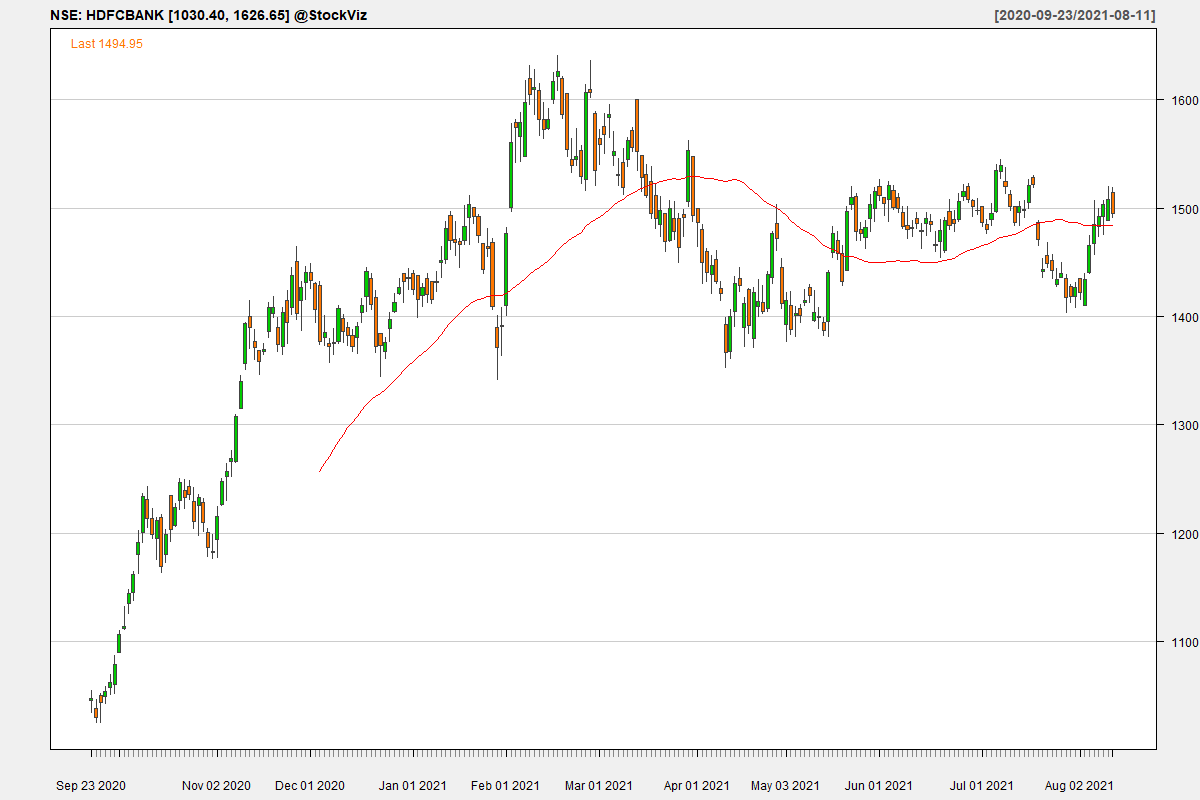 NSE: HDFCBANK [1030.40, 1626.65] @StockViz [2020-09-23/2021-08-11]
Last 1494.95
1600
1500
1400
1300
1200
1100
Sep 23 2020 Nov 02 2020 Dec 01 2020 Jan 01 2021 Feb 01 2021 Mar 01 2021 Apr 01 2021 May 03 2021 Jun 01 2021 Jul 01 2021 Aug 02 2021